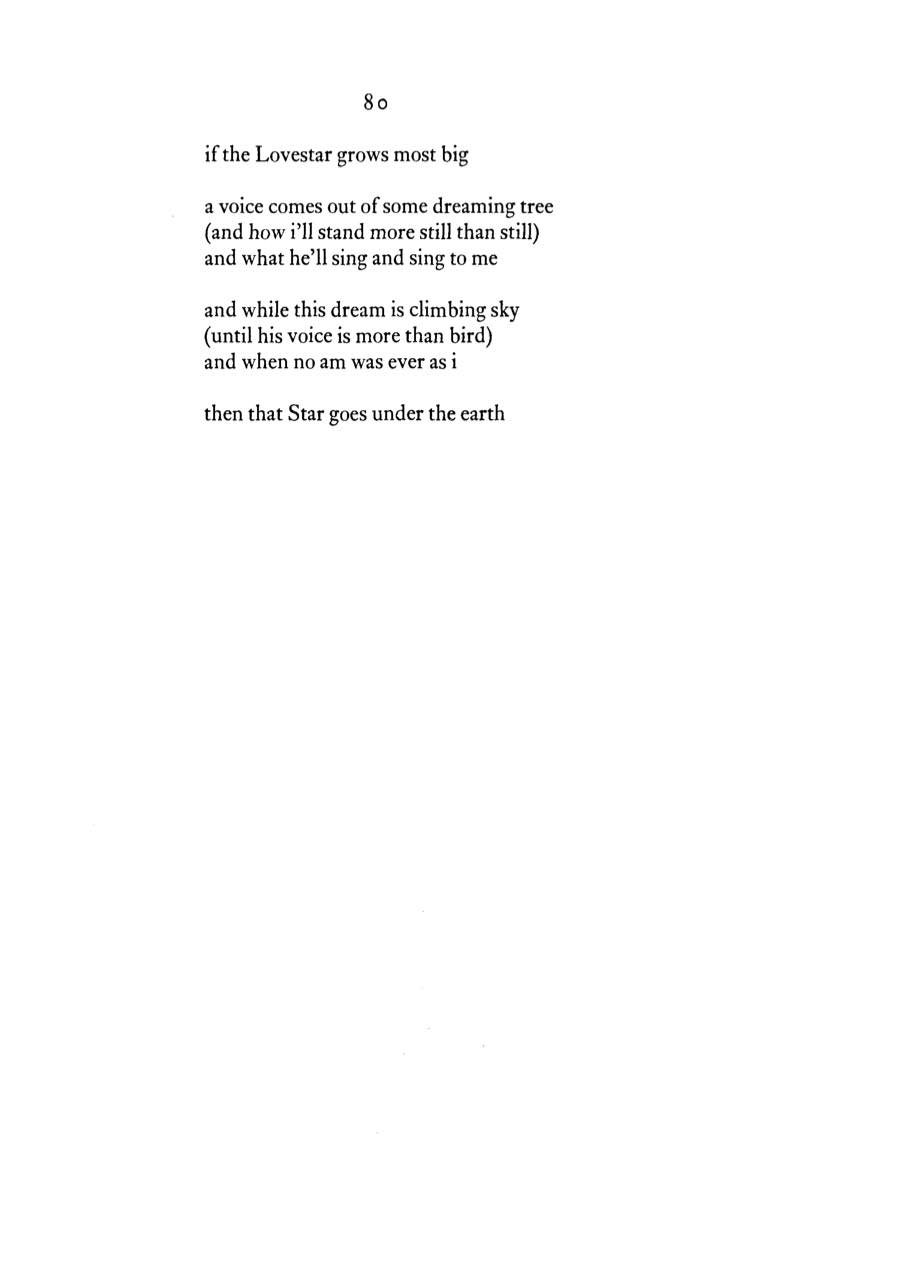 80
if the Lovestar grows most big
a voice comes out of some dreaming tree
(and how i’ll stand more still than still)
and what he’ll sing and sing to me
and while this dream is climbing sky
(until his voice is more than bird)
and when no am was ever as i
then that Star goes under the earth